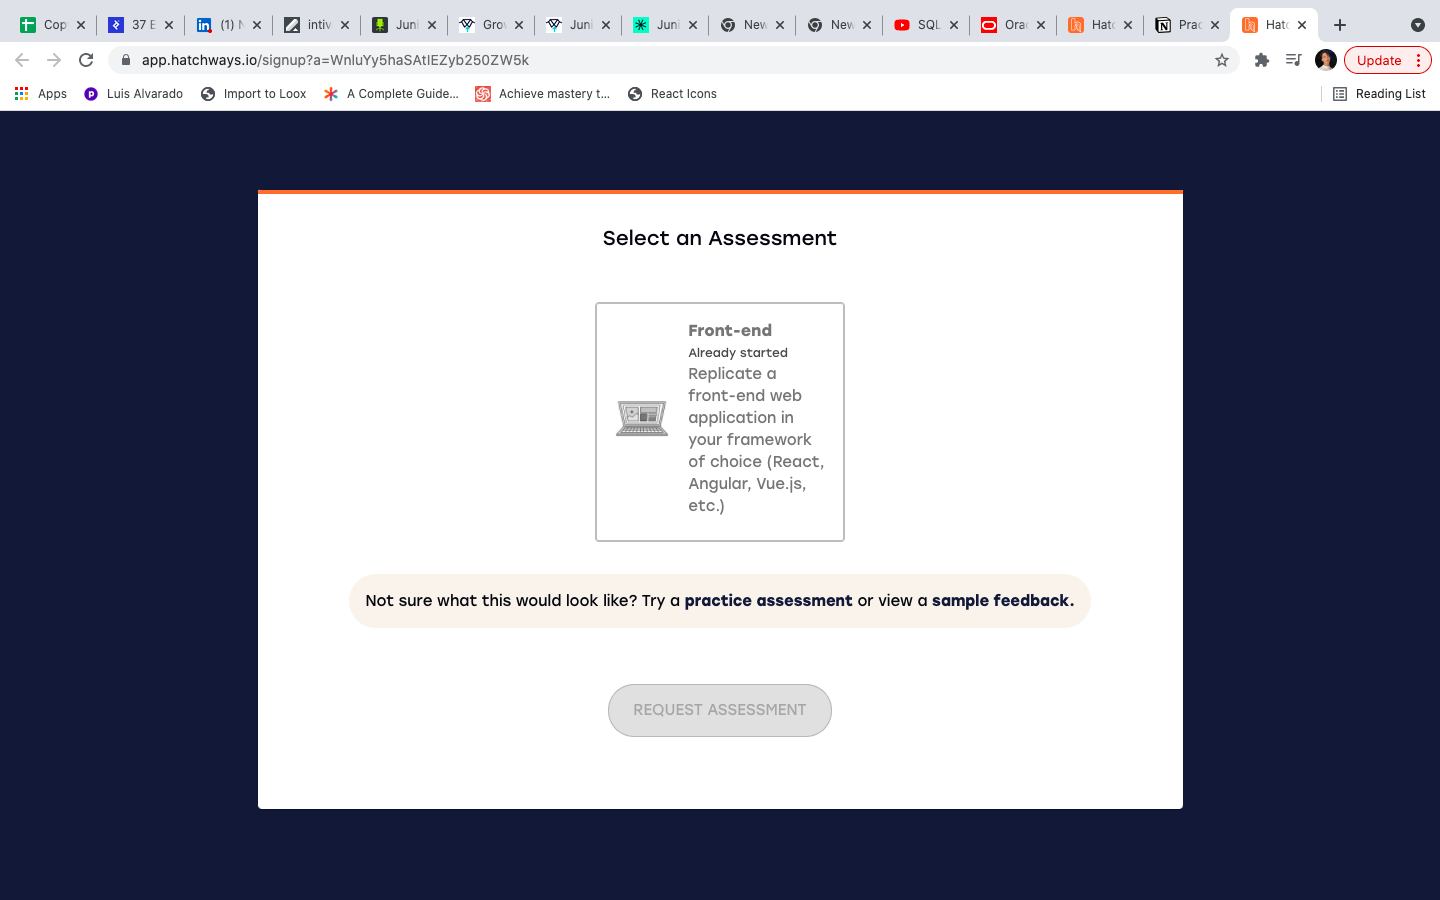 Cop
37 E
(1) N
intiv
Juni
Grov
Juni
Juni
New
New
SQL
Orac
Hatc
Prac
Hatc
app.hatchways.io/signup?a=WnluYy5haSAtIEZyb250ZW5k
Update
Apps
Luis Alvarado
Import to Loox
A Complete Guide...
Achieve mastery t...
React Icons
Reading List
Select an Assessment
Front-end
Already started
Replicate a
front-end web
application in
your framework
of choice (React,
Angular, Vue.js,
etc.)
Not sure what this would look like? Try a practice assessment or view a sample feedback.
REQUEST ASSESSMENT